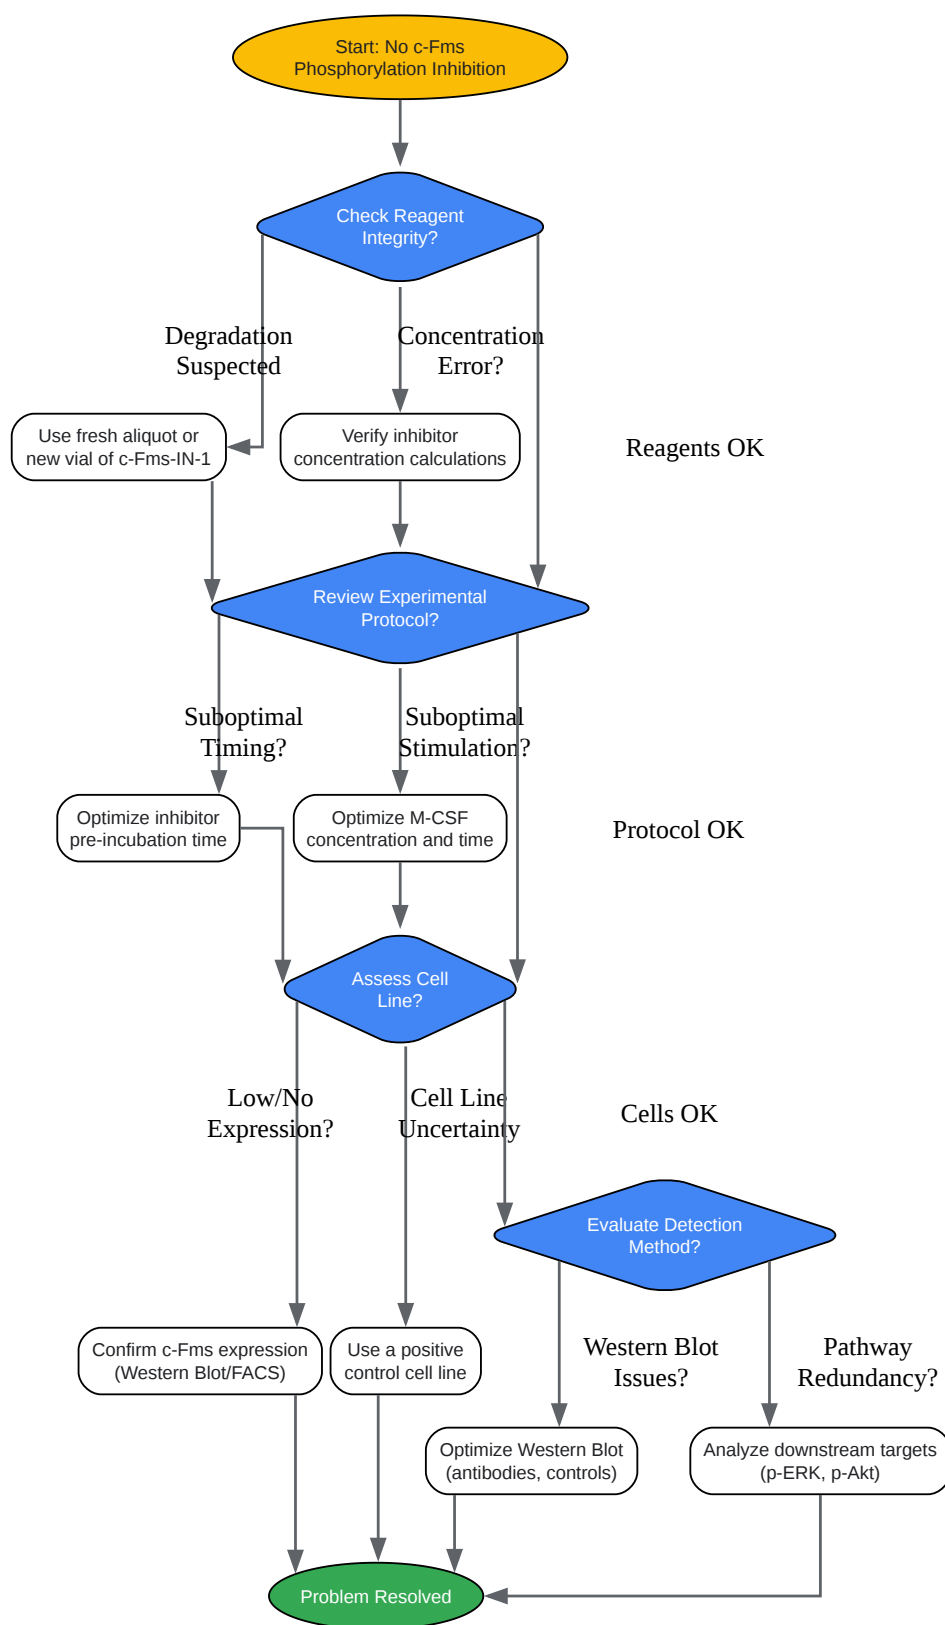 Start: No c-Fms
Phosphorylation Inhibition
Check Reagent
Integrity?
Degradation
Suspected
Concentration
Error?
Use fresh aliquot or
new vial of c-Fms-IN-1
Verify inhibitor
concentration calculations
Reagents OK
Review Experimental
Protocol?
Suboptimal
Timing?
Suboptimal
Stimulation?
Optimize inhibitor
pre-incubation time
Optimize M-CSF
concentration and time
Protocol OK
Assess Cell
Line?
Low/No
Expression?
Cell Line
Uncertainty
Cells OK
Evaluate Detection
Method?
Confirm c-Fms expression
(Western Blot/FACS)
Use a positive
control cell line
Western Blot
Issues?
Pathway
Redundancy?
Optimize Western Blot
(antibodies, controls)
Analyze downstream targets
(p-ERK, p-Akt)
Problem Resolved